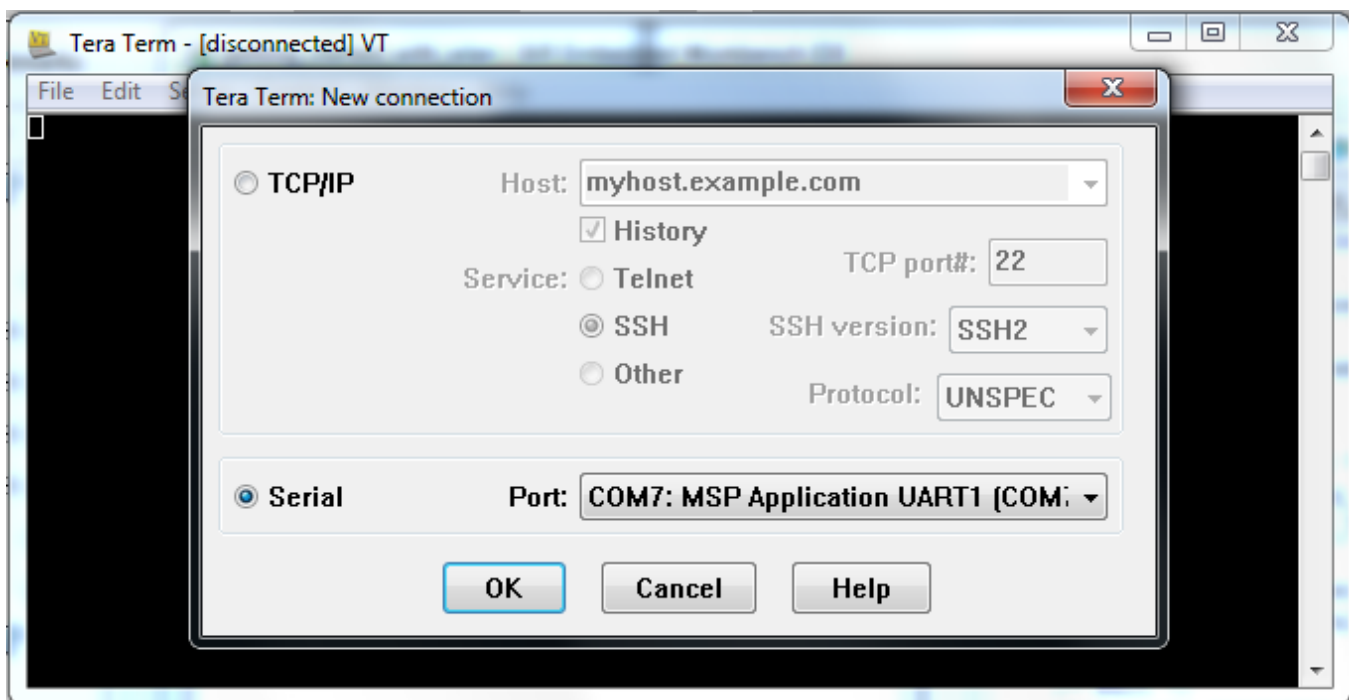 Tera Term - [disconnected] VT
File Edit
Tera Term: New connection
TCP/IP Host: myhost.example.com
History
Service: Telnet TCP port#: 22
SSH SSH version: SSH2
Other Protocol: UNSPEC
Serial Port: COM7: MSP Application UART1 (COM
OK Cancel Help